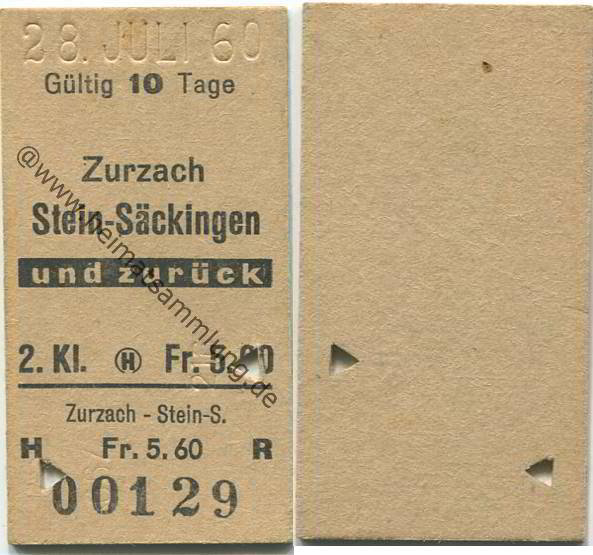 28. JULI 60
Gültig 10 Tage
Zurzach
Stein-Säckingen
und zurück
2. Kl. H Fr. 5.60
Zurzach - Stein-S.
H Fr. 5.60 R
00129
@www.heimatsammlung.de